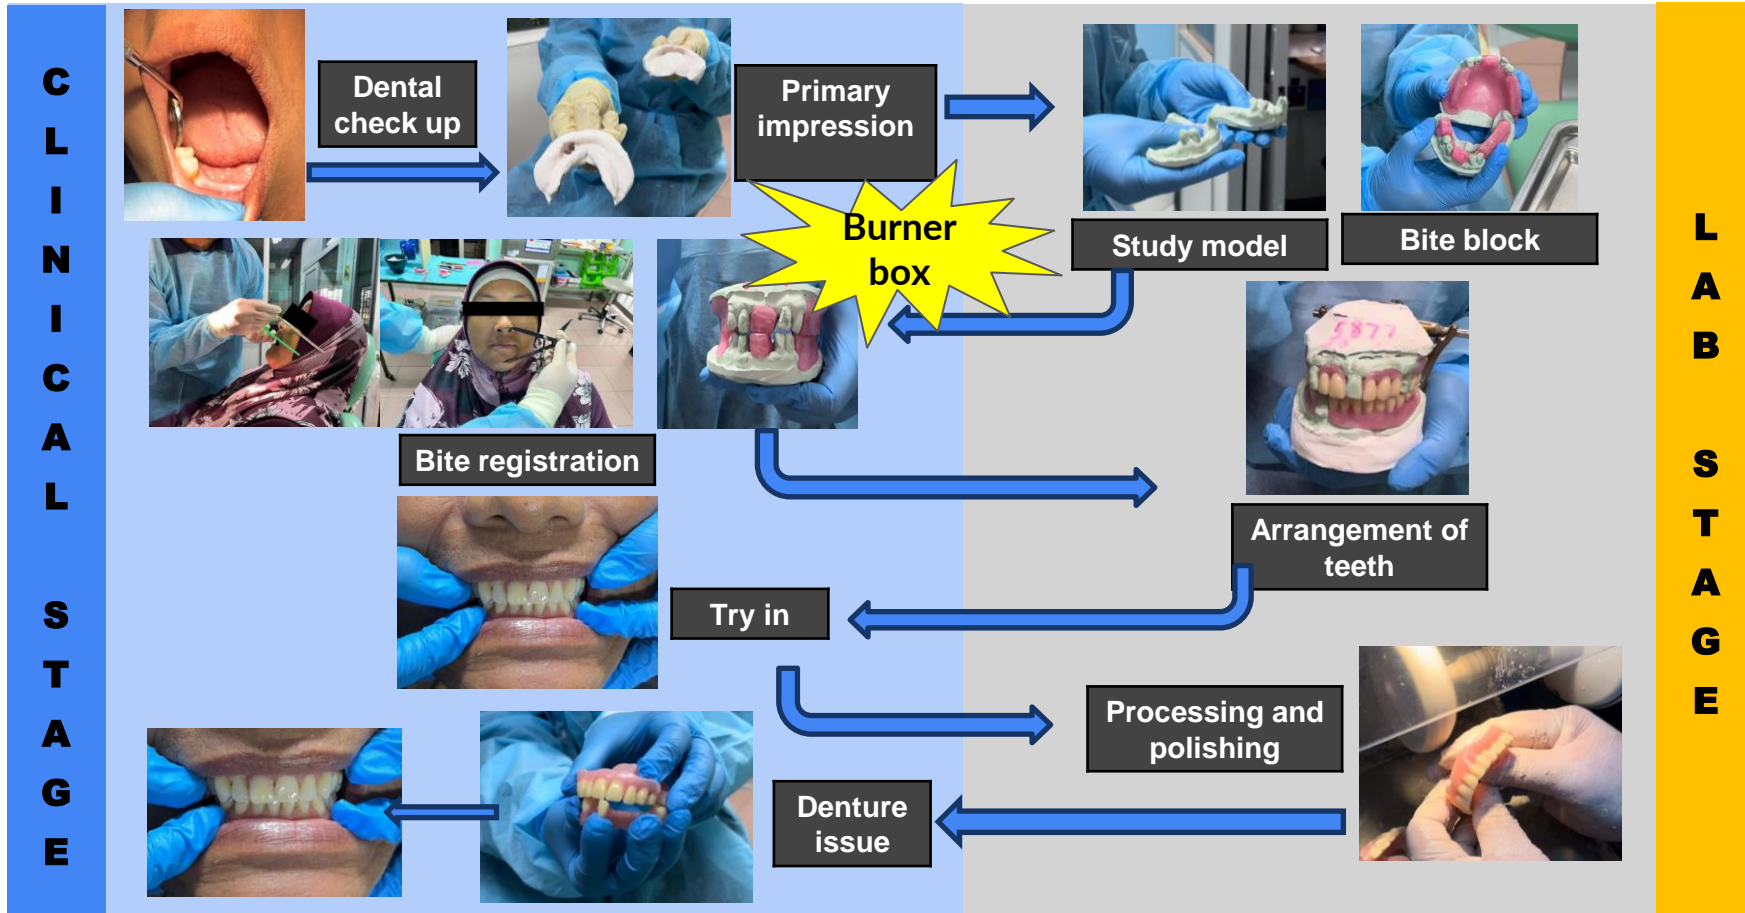 CLINICAL STAGE
Dental
check up
Primary
impression
Burner
box
Study model
Bite block
Bite registration
5877
Arrangement of
teeth
Try in
Processing and
polishing
Denture
issue
LAB STAGE